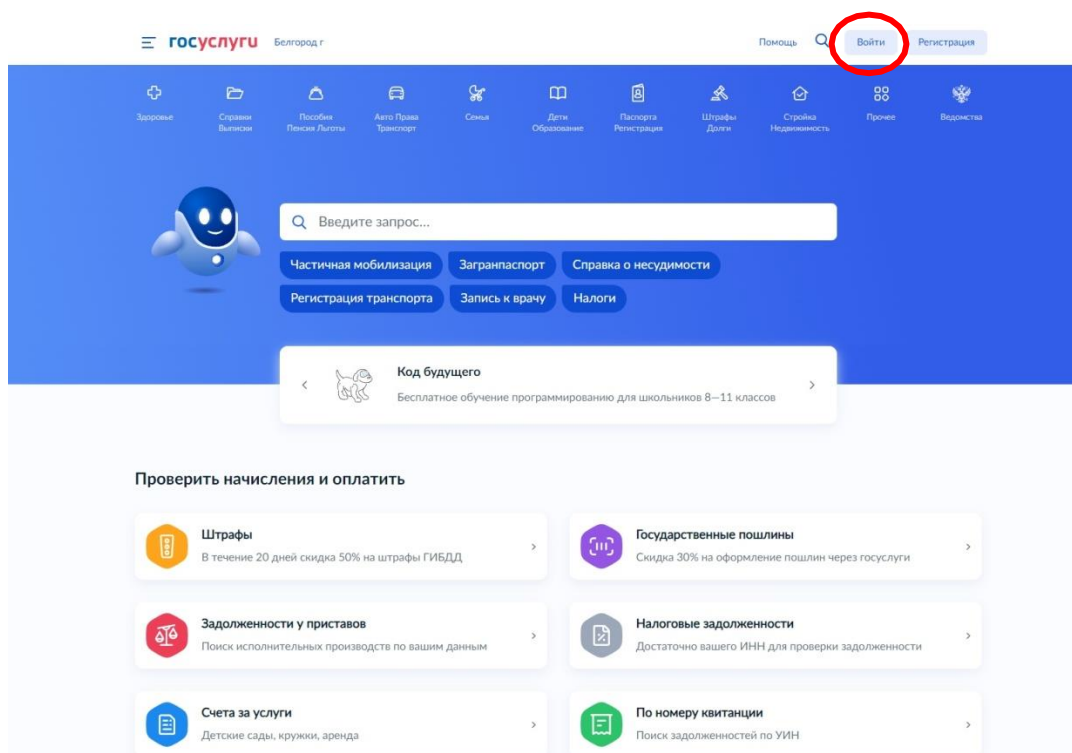 госуслуги Белгород г Помощь Войти Регистрация
Здоровье Справки Пособия Авто Права Семья Дети Паспорта Штрафы Стройка Прочее Ведомства
Выписки Пенсия Льготы Транспорт Образование Регистрация Долги Недвижимость
Введите запрос...
Частичная мобилизация Загранпаспорт Справка о несудимости
Регистрация транспорта Запись к врачу Налоги
Код будущего
Бесплатное обучение программированию для школьников 8—11 классов
Проверить начисления и оплатить
Штрафы Государственные пошлины
В течение 20 дней скидка 50% на штрафы ГИБДД Скидка 30% на оформление пошлин через госуслуги
Задолженности у приставов Налоговые задолженности
Поиск исполнительных производств по вашим данным Достаточно вашего ИНН для проверки задолженности
Счета за услуги По номеру квитанции
Детские сады, кружки, аренда Поиск задолженностей по УИН